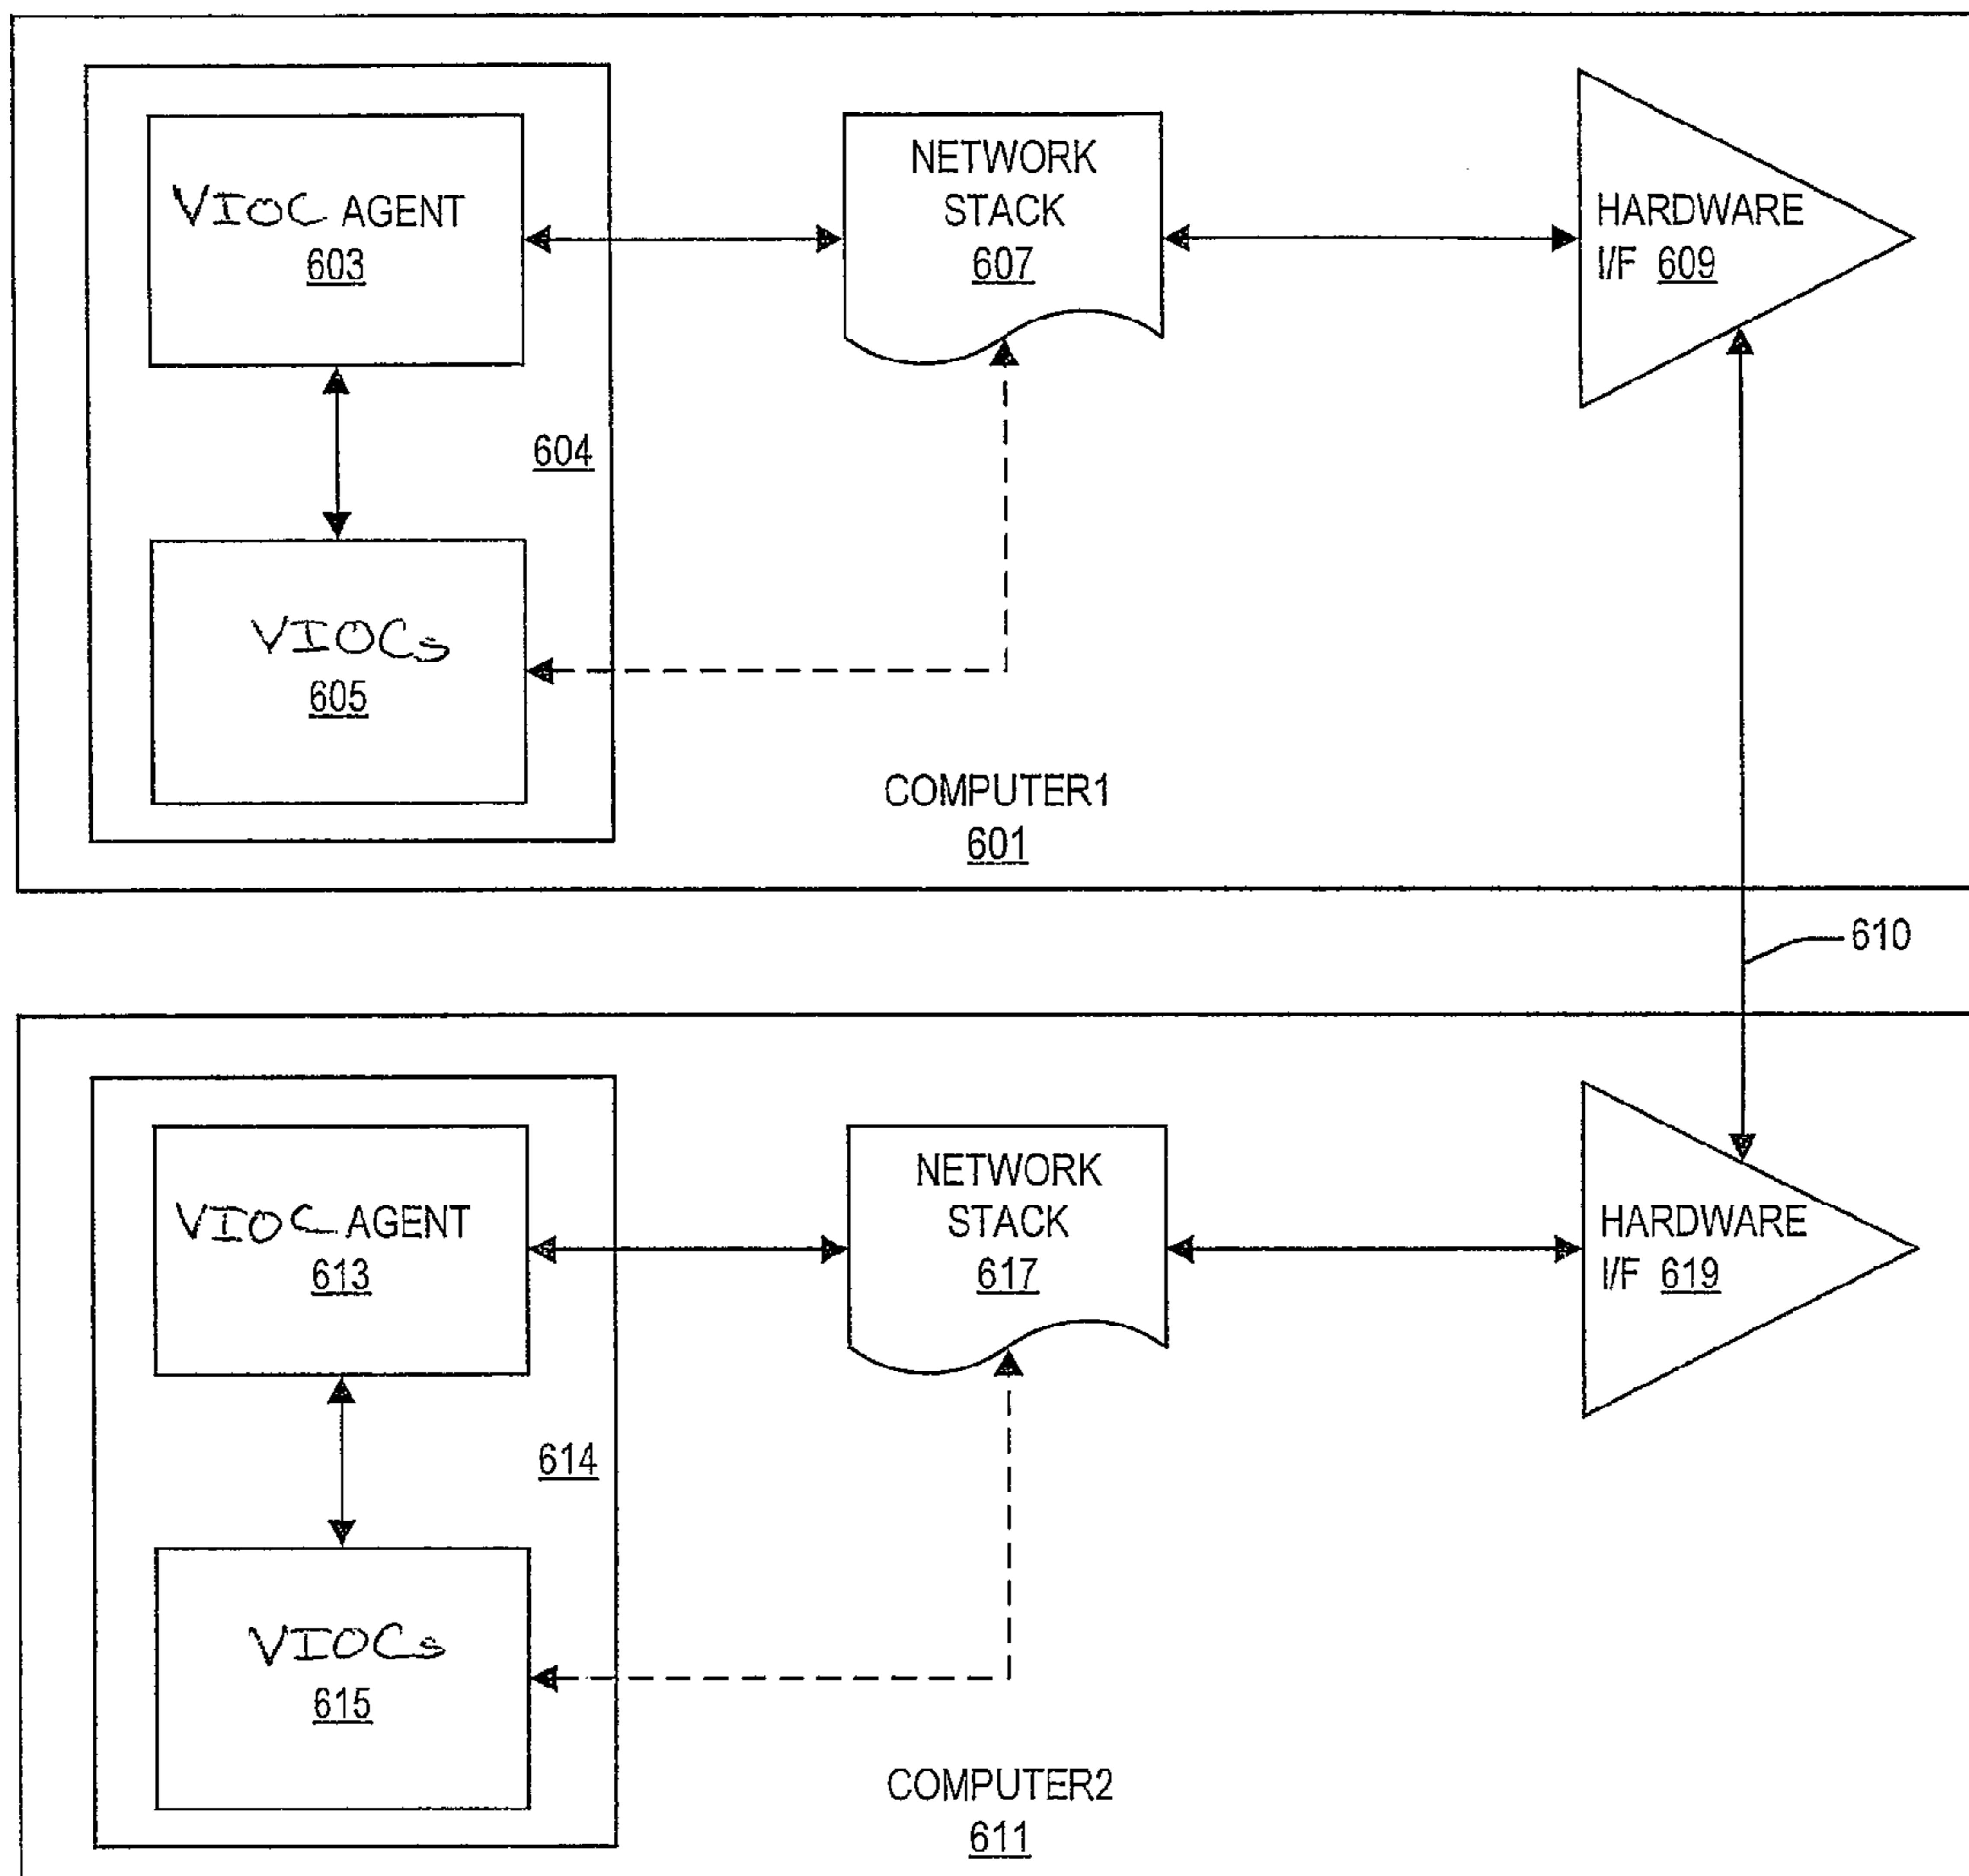 VIOC AGENT
603
NETWORK
STACK
607
HARDWARE
I/F 609
604
VIOCs
605
COMPUTER1
601
610
VIOC AGENT
613
NETWORK
STACK
617
HARDWARE
I/F 619
614
VIOCs
615
COMPUTER2
611